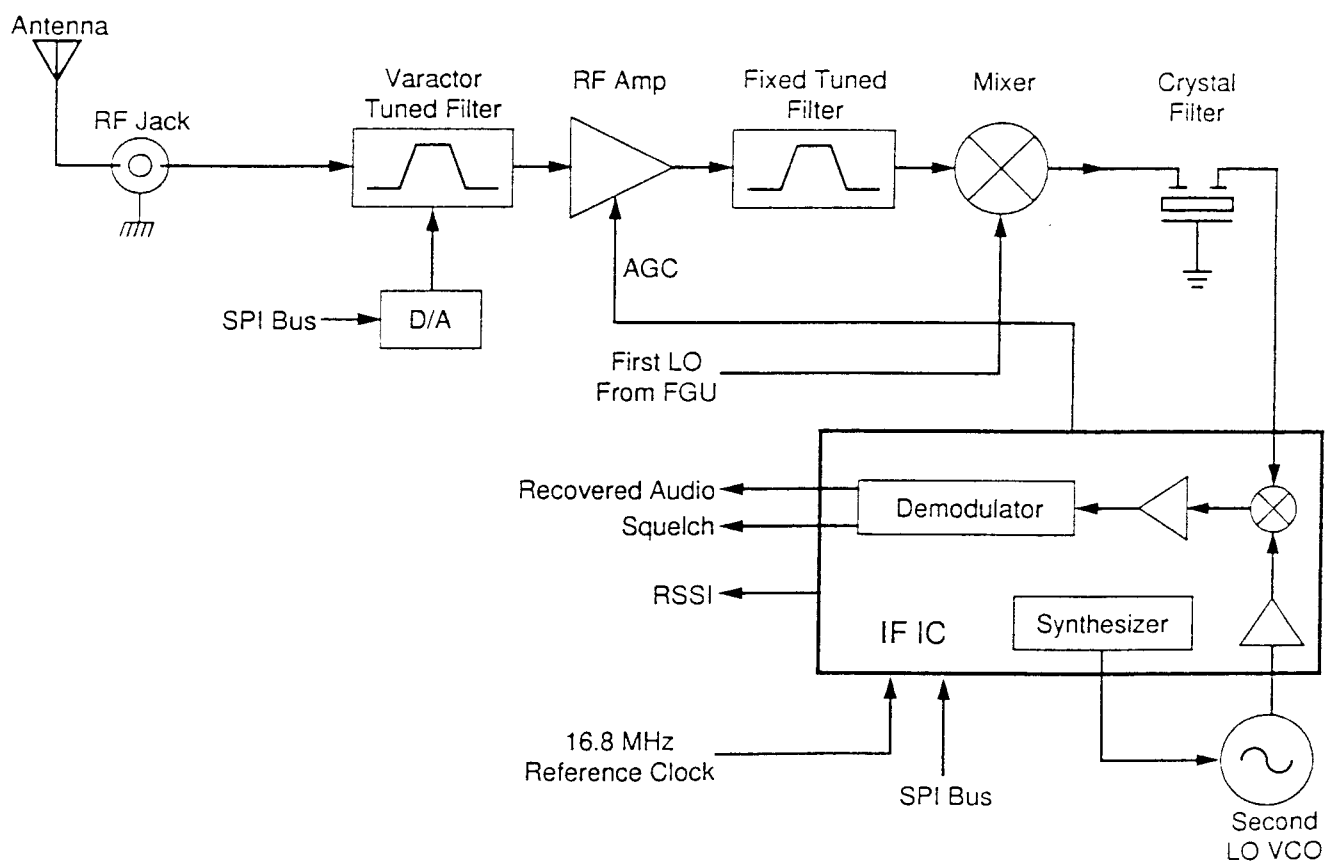 Antenna
RF Jack
Varactor
Tuned Filter
RF Amp
Fixed Tuned
Filter
Mixer
Crystal
Filter
AGC
SPI Bus
D/A
First LO
From FGU
Recovered Audio
Squelch
RSSI
Demodulator
IF IC
Synthesizer
16.8 MHz
Reference Clock
SPI Bus
Second
LO VCO